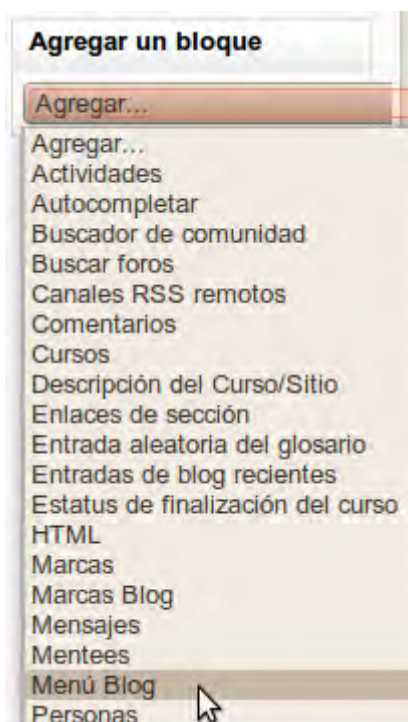 Agregar un bloque
Agregar...
Agregar...
Actividades
Autocompletar
Buscador de comunidad
Buscar foros
Canales RSS remotos
Comentarios
Cursos
Descripción del Curso/Sitio
Enlaces de sección
Entrada aleatoria del glosario
Entradas de blog recientes
Estatus de finalización del curso
HTML
Marcas
Marcas Blog
Mensajes
Mentees
Menú Blog
Personas